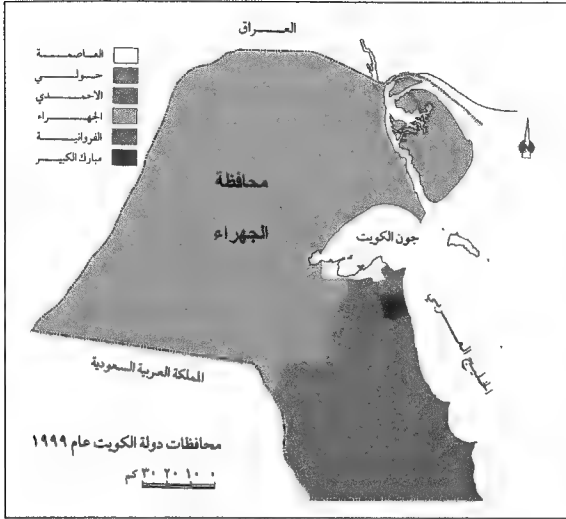 العراق
العاصمة
حولي
الاحمدي
الجهراء
الفروانية
مبارك الكبير
محافظة
الجهراء
جون الكويت
الخليج العربي
المملكة العربية السعودية
محافظات دولة الكويت عام ١٩٩٩
٣٠ ٢٠ ١٠ ٠ كم